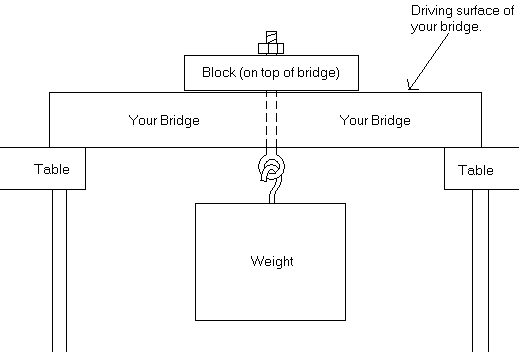 Driving surface of
your bridge.
Block (on top of bridge)
Your Bridge
Your Bridge
Table
Table
Weight